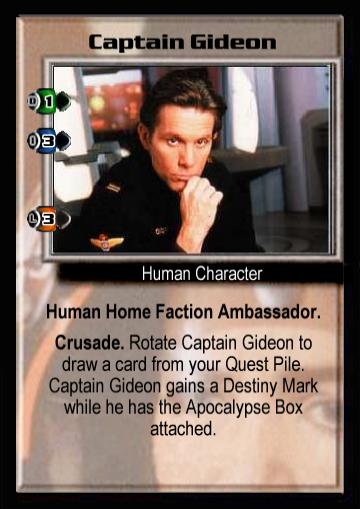 Captain Gideon
D 1
D 3
L 3
Human Character
Human Home Faction Ambassador.
Crusade. Rotate Captain Gideon to
draw a card from your Quest Pile.
Captain Gideon gains a Destiny Mark
while he has the Apocalypse Box
attached.